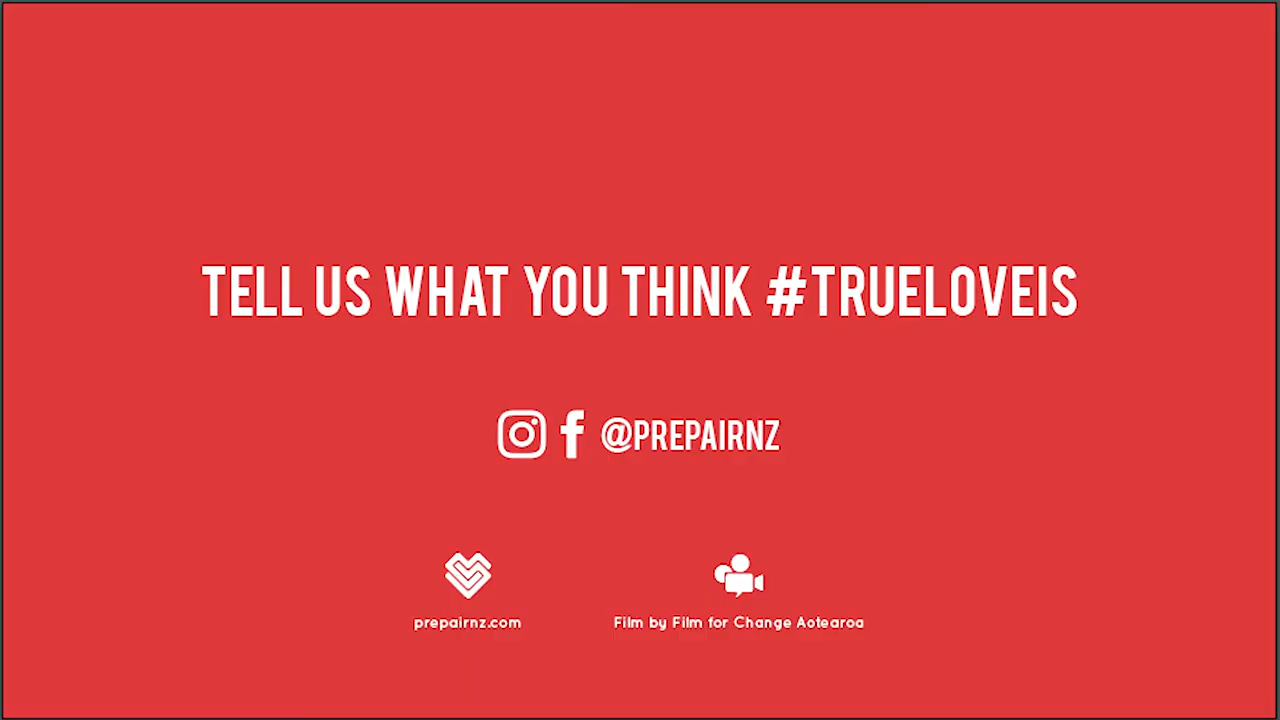 TELL US WHAT YOU THINK #TRUELOVEIS
@PREPAIRNZ
prepairnz.com
Film by Film for Change Aotearoa